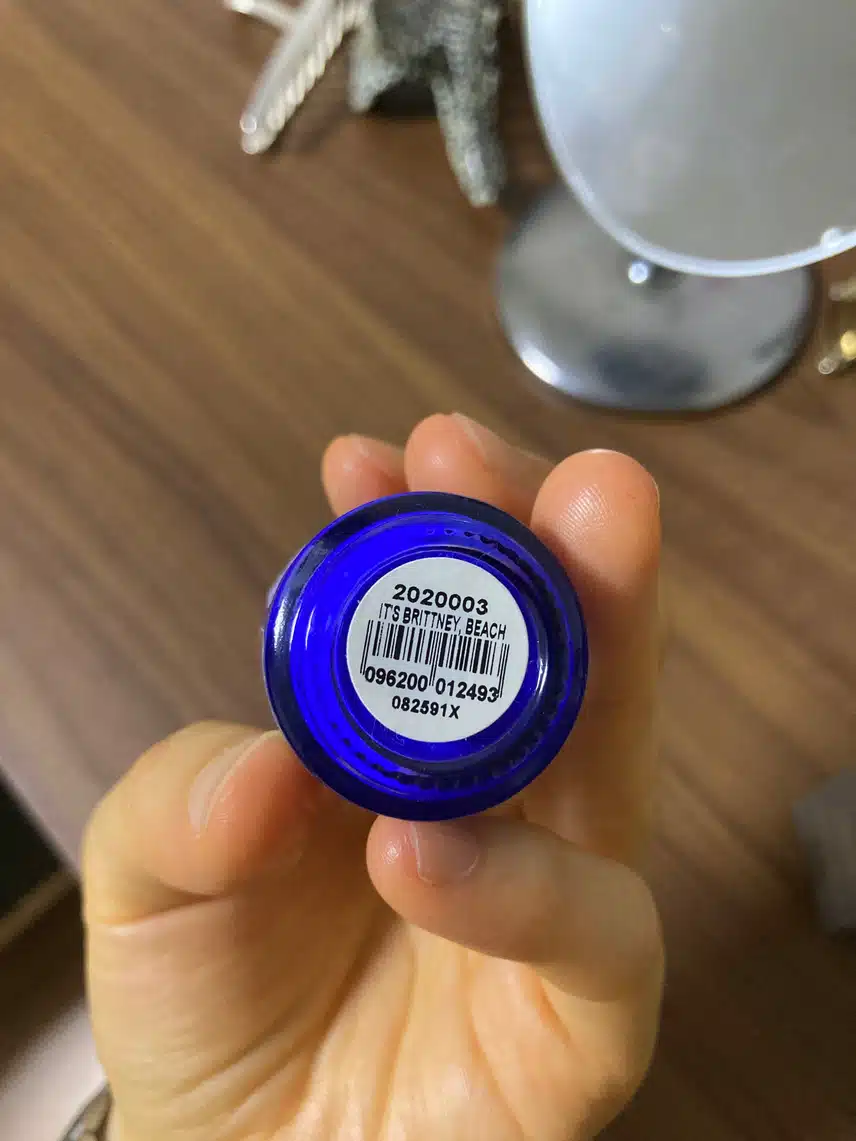 2020003
IT'S BRITTNEY, BEACH
096200 012493
082591X